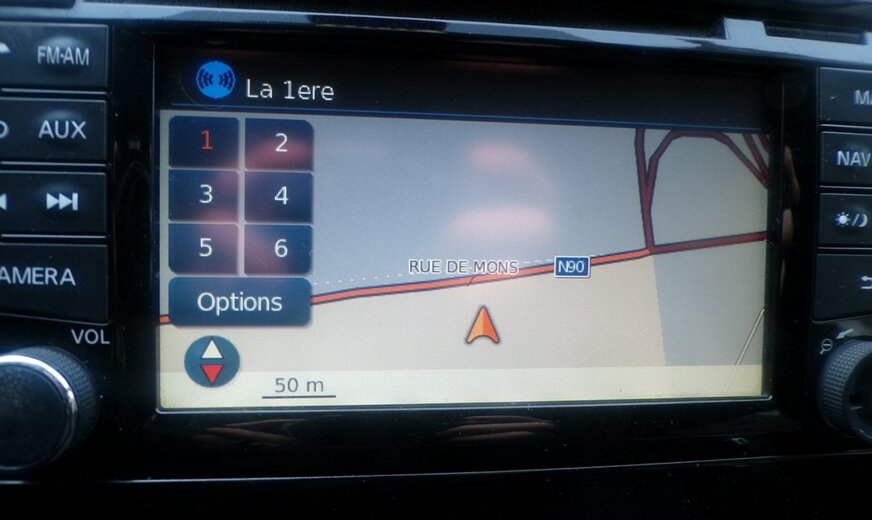 FM·AM
La 1ere
AUX
1 2
3 4
NAV
5 6
RUE DE MONS N90
Options
VOL
50 m